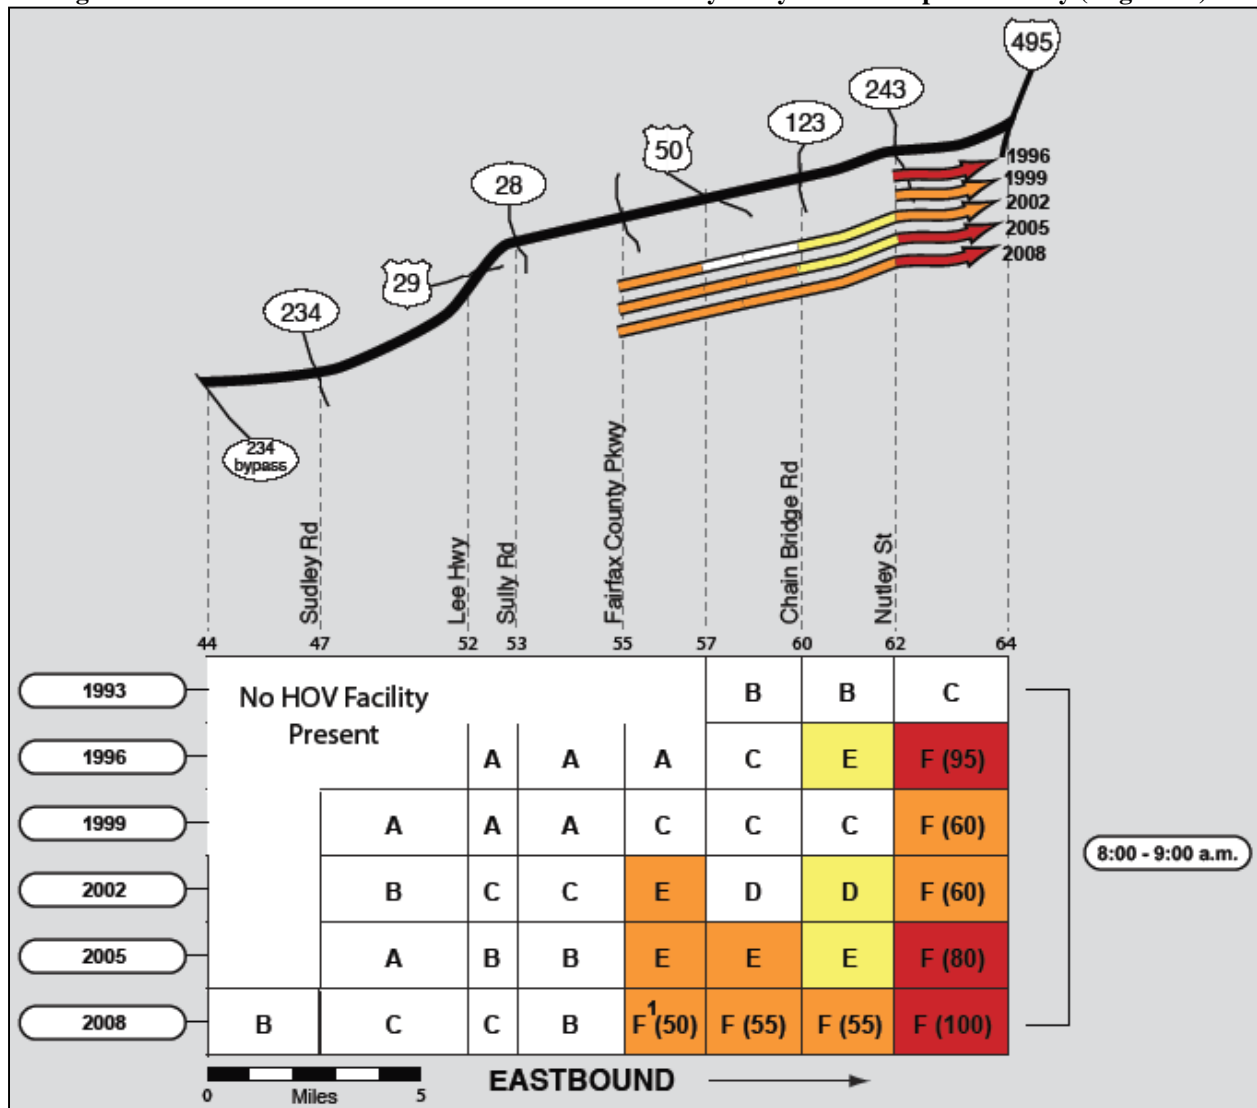 495
243
123
50
28
29
234
234
bypass
1996
1999
2002
2005
2008
Sudley Rd
Lee Hwy
Sully Rd
Fairfax County Pkwy
Chain Bridge Rd
Nutley St
44 47 52 53 55 57 60 62 64
1993 No HOV Facility Present B B C
1996 A A A C E F (95)
1999 A A A C C C F (60)
2002 B C C E D D F (60)
2005 A B B E E E F (80)
2008 B C C B F¹(50) F (55) F (55) F (100)
8:00 - 9:00 a.m.
0 Miles 5
EASTBOUND